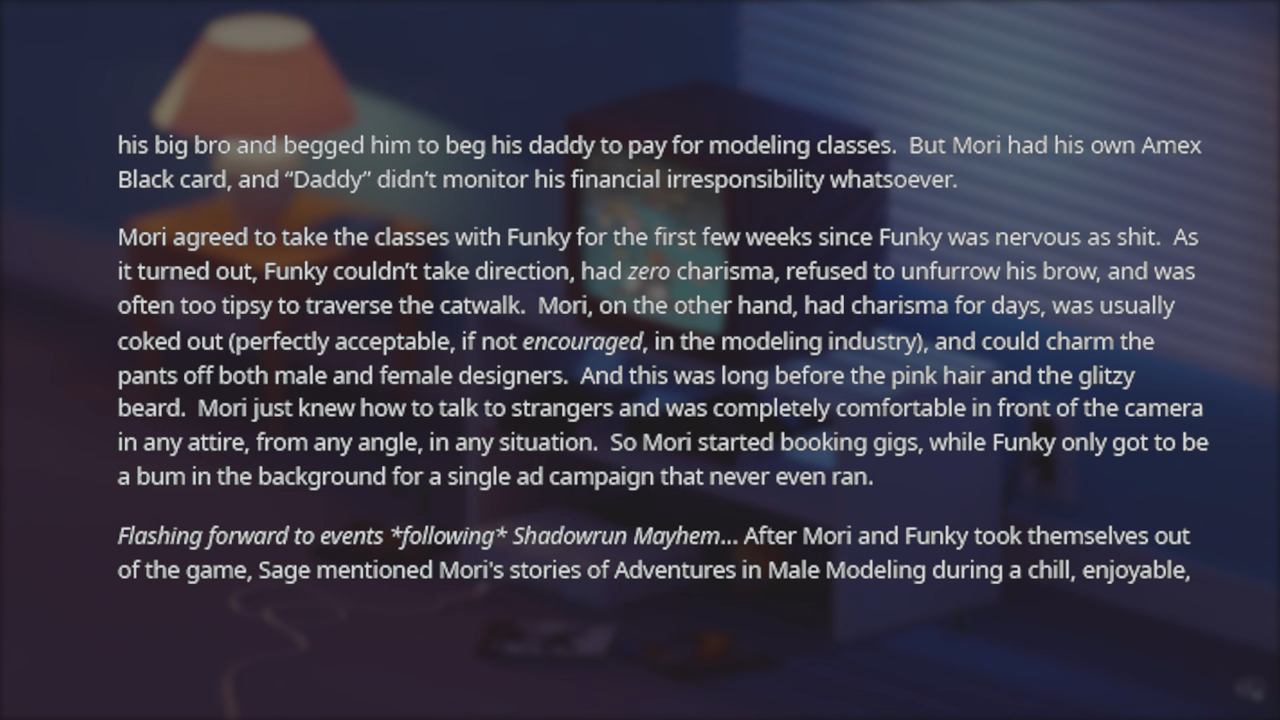 his big bro and begged him to beg his daddy to pay for modeling classes.  But Mori had his own Amex
Black card, and “Daddy” didn’t monitor his financial irresponsibility whatsoever.
Mori agreed to take the classes with Funky for the first few weeks since Funky was nervous as shit.  As
it turned out, Funky couldn’t take direction, had zero charisma, refused to unfurrow his brow, and was
often too tipsy to traverse the catwalk.  Mori, on the other hand, had charisma for days, was usually
coked out (perfectly acceptable, if not encouraged, in the modeling industry), and could charm the
pants off both male and female designers.  And this was long before the pink hair and the glitzy
beard.  Mori just knew how to talk to strangers and was completely comfortable in front of the camera
in any attire, from any angle, in any situation.  So Mori started booking gigs, while Funky only got to be
a bum in the background for a single ad campaign that never even ran.
Flashing forward to events *following* Shadowrun Mayhem... After Mori and Funky took themselves out
of the game, Sage mentioned Mori's stories of Adventures in Male Modeling during a chill, enjoyable,